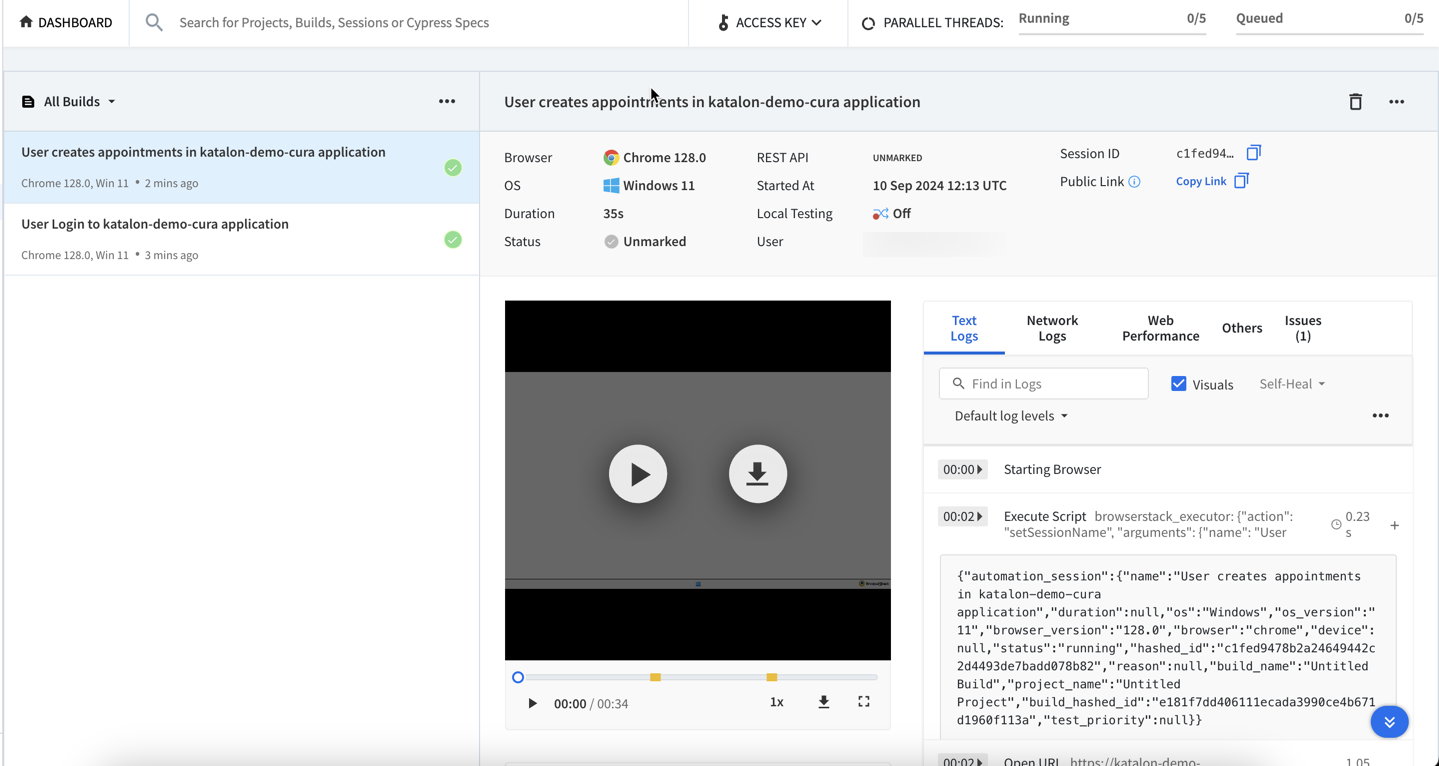 DASHBOARD
Search for Projects, Builds, Sessions or Cypress Specs
ACCESS KEY
PARALLEL THREADS:
Running 0/5
Queued 0/5
All Builds
User creates appointments in katalon-demo-cura application
Chrome 128.0, Win 11 • 2 mins ago
User Login to katalon-demo-cura application
Chrome 128.0, Win 11 • 3 mins ago
User creates appointments in katalon-demo-cura application
Browser Chrome 128.0
OS Windows 11
Duration 35s
Status Unmarked
REST API UNMARKED
Started At 10 Sep 2024 12:13 UTC
Local Testing Off
User
Session ID c1fed94…
Public Link Copy Link
00:00 / 00:34
1x
Text
Logs
Network
Logs
Web
Performance
Others
Issues
(1)
Find in Logs
Visuals
Self-Heal
Default log levels
00:00 Starting Browser
00:02 Execute Script browserstack_executor: {"action":
"setSessionName", "arguments": {"name": "User
0.23
s
+
{"automation_session":{"name":"User creates appointments
in katalon-demo-cura
application","duration":null,"os":"Windows","os_version":"
11","browser_version":"128.0","browser":"chrome","device":
null,"status":"running","hashed_id":"c1fed9478b2a24649442c
2d4493de7badd078b82","reason":null,"build_name":"Untitled
Build","project_name":"Untitled
Project","build_hashed_id":"e181f7dd406111ecada3990ce4b671
d1960f113a","test_priority":null}}
00:02 Open URL https://katalon-demo-
1.05